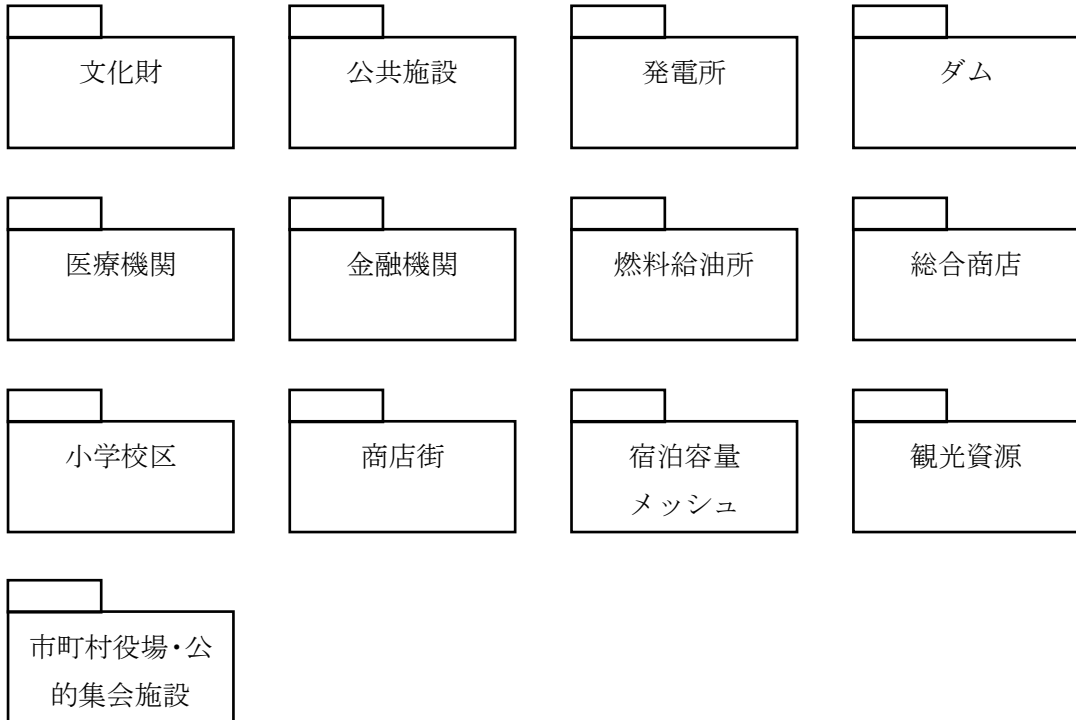 文化財
公共施設
発電所
ダム
医療機関
金融機関
燃料給油所
総合商店
小学校区
商店街
宿泊容量
メッシュ
観光資源
市町村役場・公
的集会施設